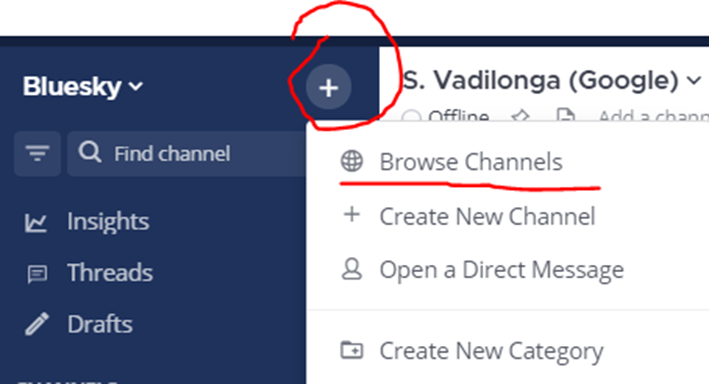 Bluesky
S. Vadilonga (Google)
Offline
Add a chann
Find channel
Browse Channels
Insights
Create New Channel
Threads
Open a Direct Message
Drafts
Create New Category
CHANNELS